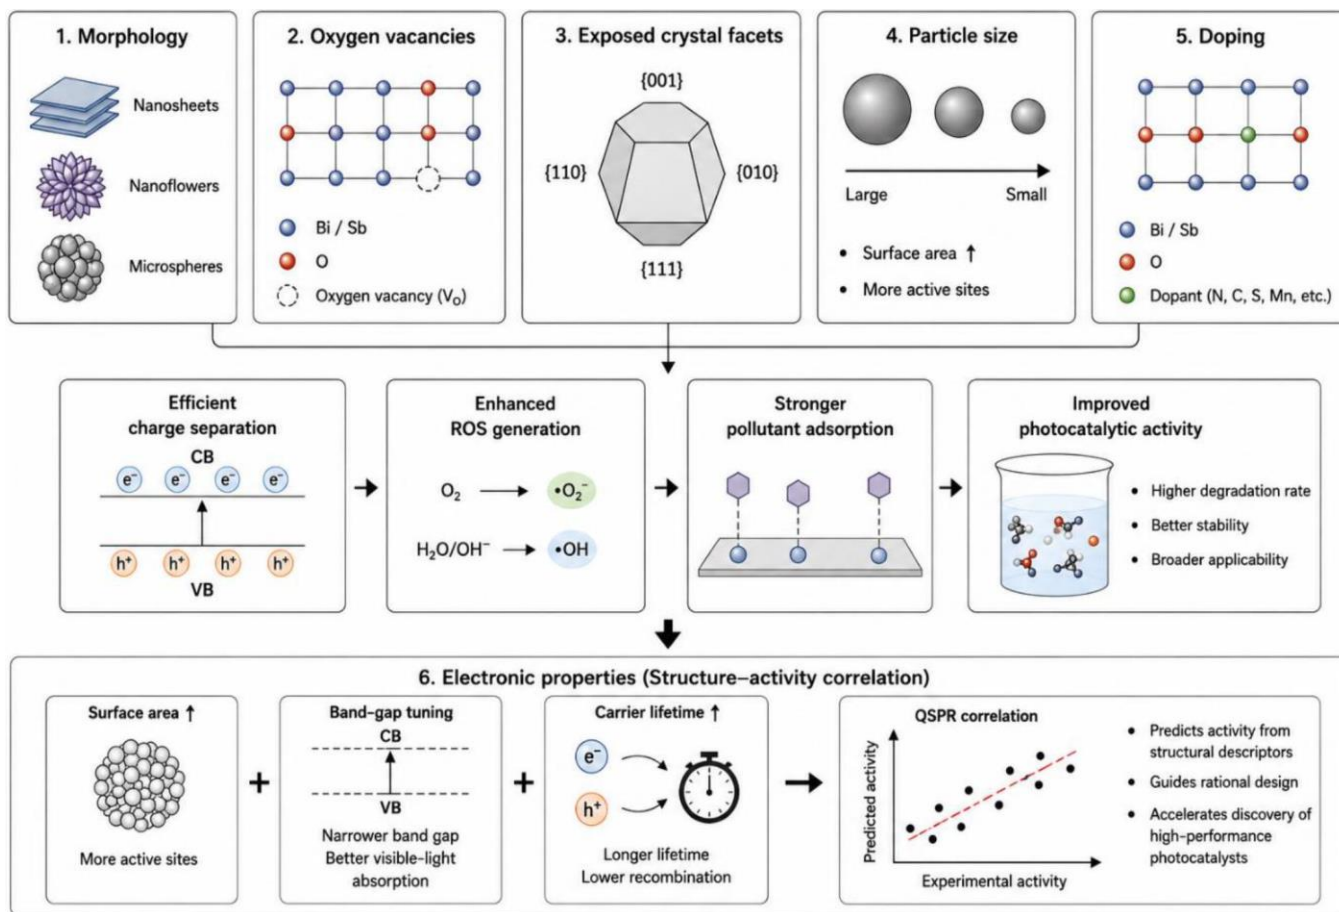 1. Morphology
Nanosheets
Nanoflowers
Microspheres
2. Oxygen vacancies
Bi / Sb
O
Oxygen vacancy (V₀)
3. Exposed crystal facets
{001}
{110}
{010}
{111}
4. Particle size
Large
Small
• Surface area ↑
• More active sites
5. Doping
Bi / Sb
O
Dopant (N, C, S, Mn, etc.)
Efficient
charge separation
CB
e⁻ e⁻ e⁻ e⁻
h⁺ h⁺ h⁺ h⁺
VB
Enhanced
ROS generation
O₂ → •O₂⁻
H₂O/OH⁻ → •OH
Stronger
pollutant adsorption
Improved
photocatalytic activity
• Higher degradation rate
• Better stability
• Broader applicability
6. Electronic properties (Structure–activity correlation)
Surface area ↑
More active sites
+
Band-gap tuning
CB
VB
Narrower band gap
Better visible-light
absorption
+
Carrier lifetime ↑
e⁻
h⁺
Longer lifetime
Lower recombination
QSPR correlation
Predicted activity
Experimental activity
• Predicts activity from
structural descriptors
• Guides rational design
• Accelerates discovery of
high-performance
photocatalysts